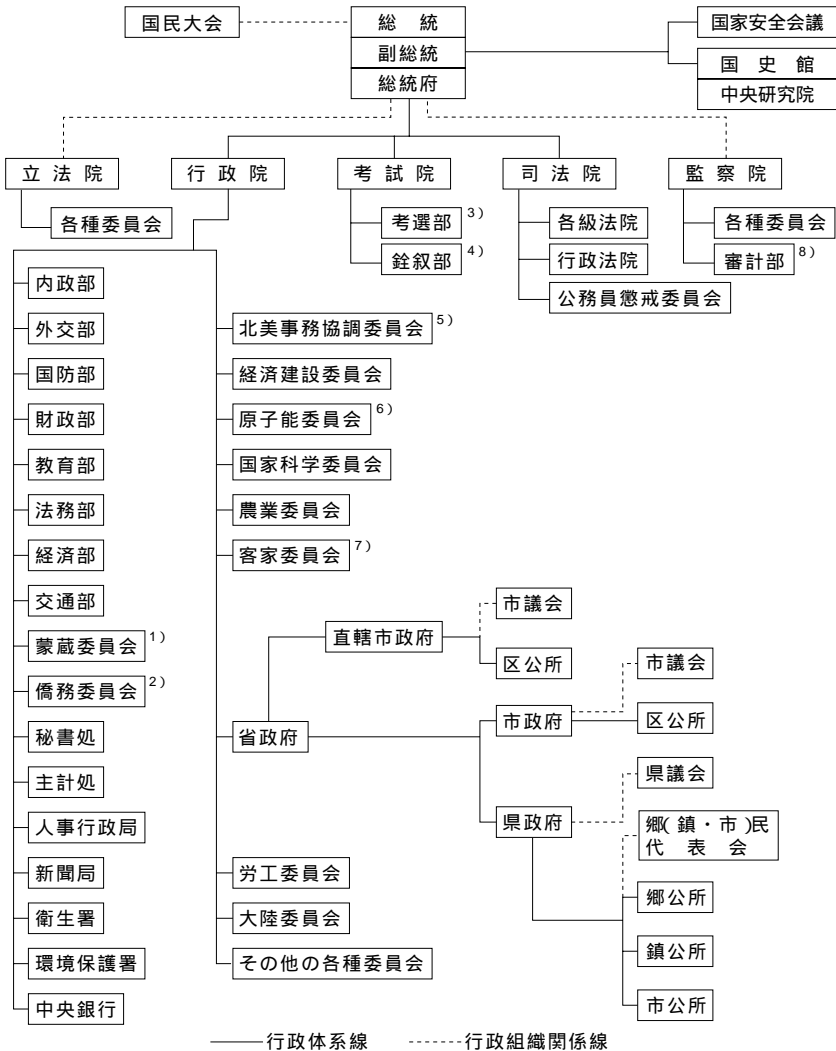 国民大会
総統
副総統
総統府
国家安全会議
国史館
中央研究院
立法院
行政院
考試院
司法院
監察院
各種委員会
考選部 3)
銓叙部 4)
各級法院
行政法院
公務員懲戒委員会
各種委員会
審計部 8)
内政部
外交部
国防部
財政部
教育部
法務部
経済部
交通部
蒙蔵委員会 1)
僑務委員会 2)
秘書処
主計処
人事行政局
新聞局
衛生署
環境保護署
中央銀行
北美事務協調委員会 5)
経済建設委員会
原子能委員会 6)
国家科学委員会
農業委員会
客家委員会 7)
省政府
労工委員会
大陸委員会
その他の各種委員会
直轄市政府
市議会
区公所
市政府
市議会
区公所
県政府
県議会
郷(鎮・市)民
代表会
郷公所
鎮公所
市公所
行政体系線
行政組織関係線